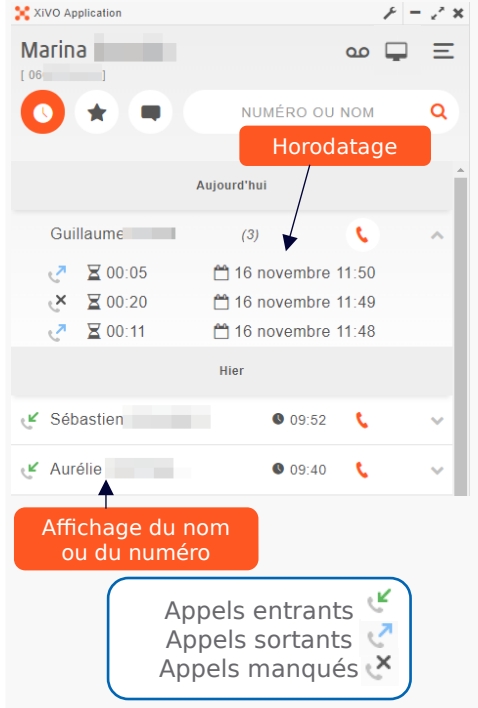 XiVO Application
Marina
[ 06 ]
NUMÉRO OU NOM
Horodatage
Aujourd'hui
Guillaume (3)
00:05 16 novembre 11:50
00:20 16 novembre 11:49
00:11 16 novembre 11:48
Hier
Sébastien 09:52
Aurélie 09:40
Affichage du nom
ou du numéro
Appels entrants
Appels sortants
Appels manqués